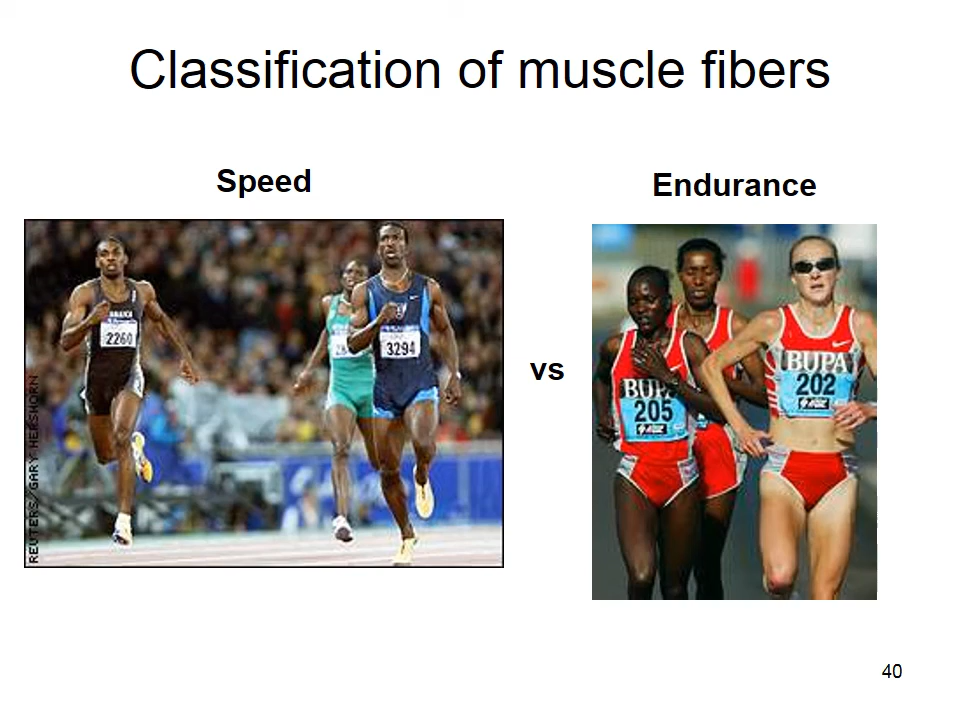 Classification of muscle fibers
Speed
Endurance
vs
2260
3294
REUTERS/GARY HERSHORN
BUPA
205
BUPA
202
40